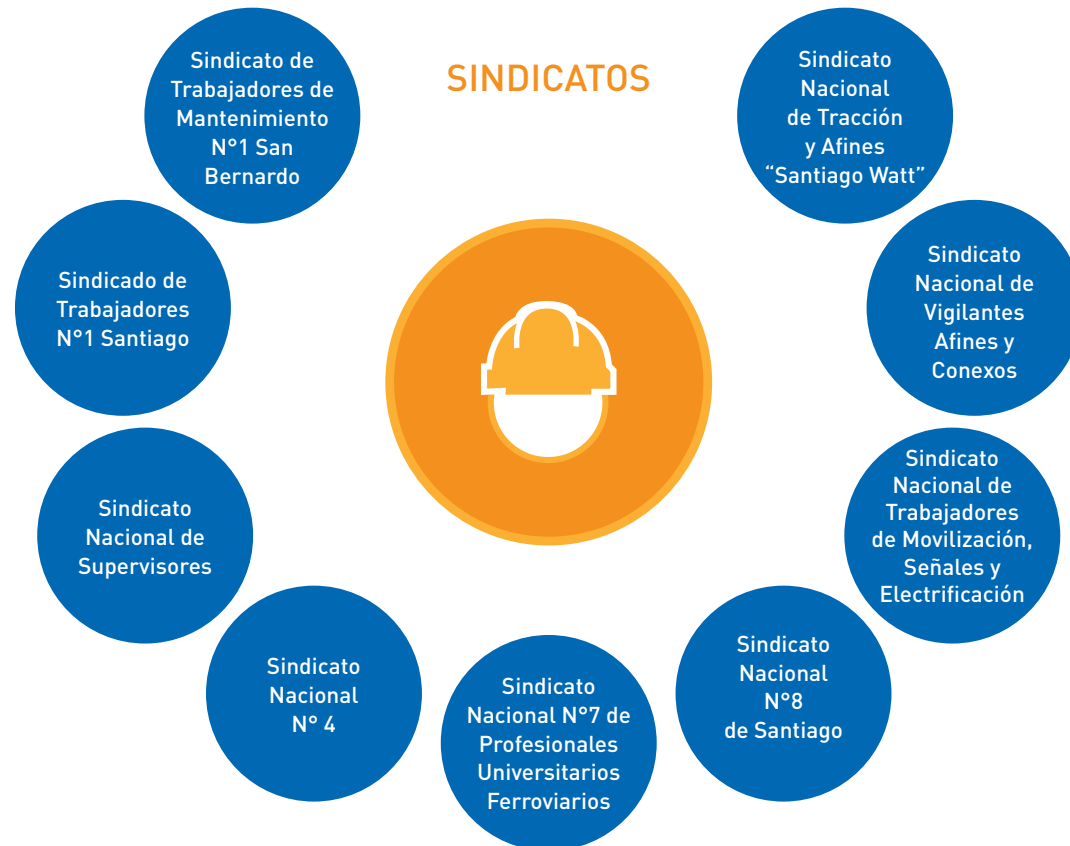 SINDICATOS
Sindicato de
Trabajadores de
Mantenimiento
N°1 San
Bernardo
Sindicado de
Trabajadores
N°1 Santiago
Sindicato
Nacional de
Supervisores
Sindicato
Nacional
N° 4
Sindicato
Nacional N°7 de
Profesionales
Universitarios
Ferroviarios
Sindicato
Nacional
N°8
de Santiago
Sindicato
Nacional de
Trabajadores
de Movilización,
Señales y
Electrificación
Sindicato
Nacional de
Vigilantes
Afines y
Conexos
Sindicato
Nacional
de Tracción
y Afines
“Santiago Watt”